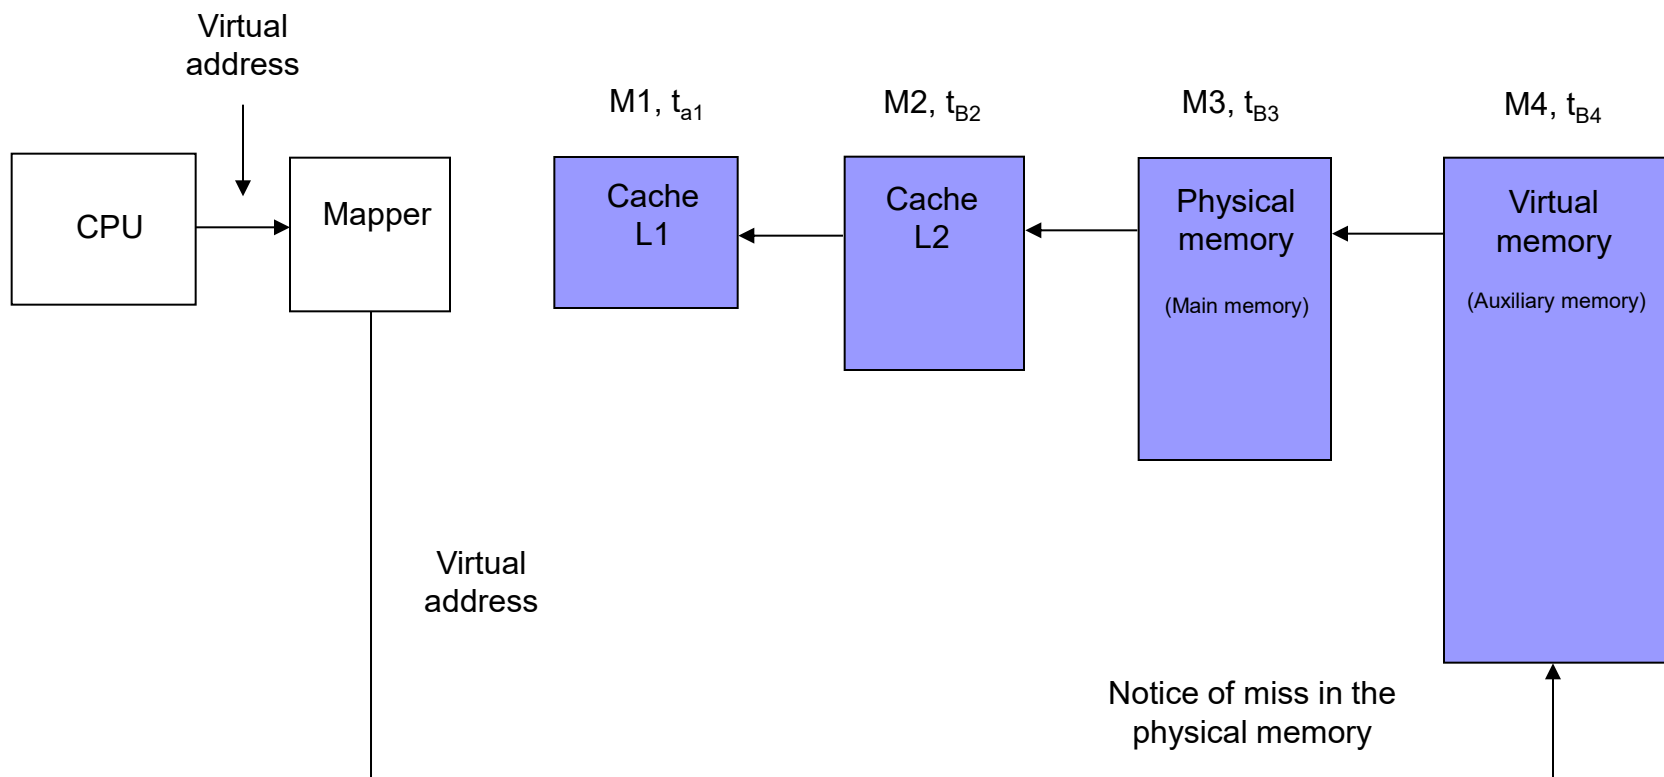 Virtual
address
M1, ta1
M2, tB2
M3, tB3
M4, tB4
CPU
Mapper
Cache
L1
Cache
L2
Physical
memory
(Main memory)
Virtual
memory
(Auxiliary memory)
Virtual
address
Notice of miss in the
physical memory